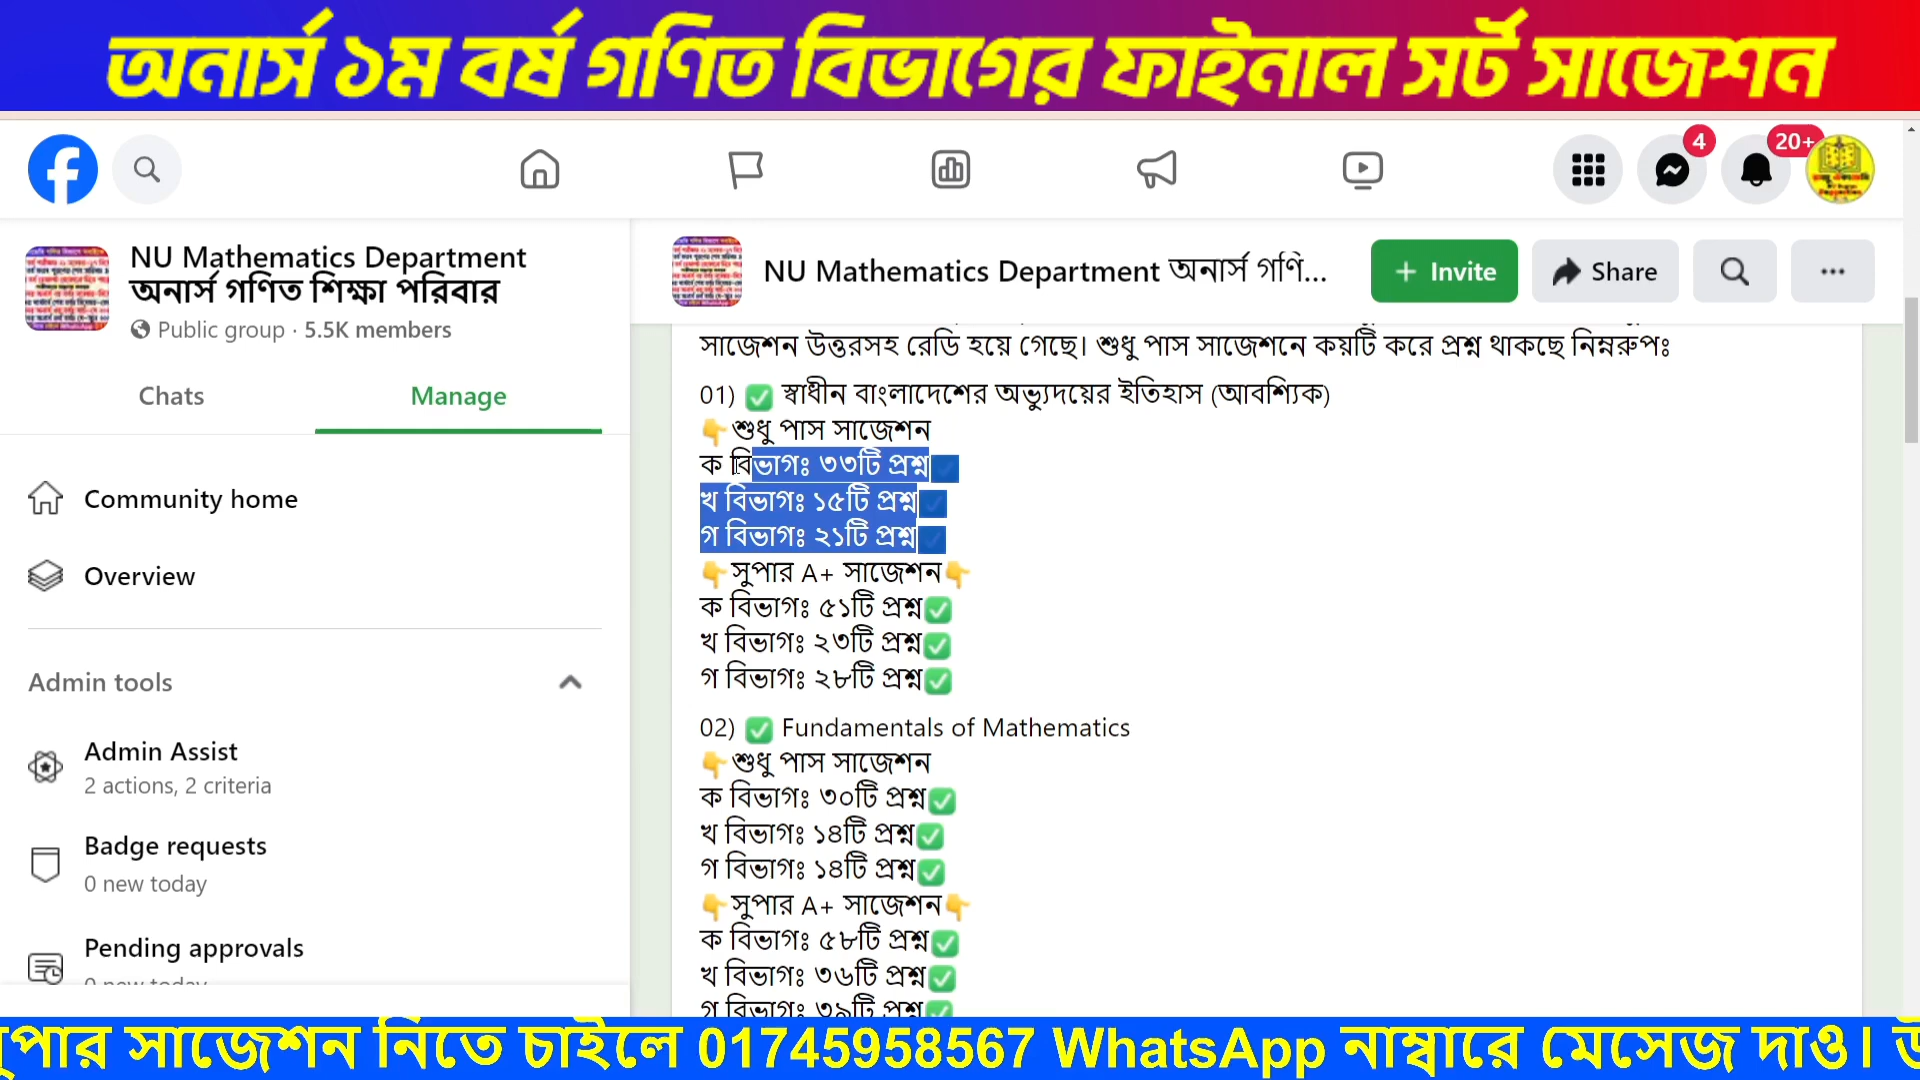 অনার্স ১ম বর্ষ গণিত বিভাগের ফাইনাল সর্ট সাজেশন
4
20+
NU Mathematics Department
অনার্স গণিত শিক্ষা পরিবার
Public group · 5.5K members
Chats
Manage
Community home
Overview
Admin tools
Admin Assist
2 actions, 2 criteria
Badge requests
0 new today
Pending approvals
0 new today
NU Mathematics Department অনার্স গণি...
+ Invite
Share
সাজেশন উত্তরসহ রেডি হয়ে গেছে। শুধু পাস সাজেশনে কয়টি করে প্রশ্ন থাকছে নিম্নরুপঃ
01) ✅ স্বাধীন বাংলাদেশের অভ্যুদয়ের ইতিহাস (আবশ্যিক)
👇শুধু পাস সাজেশন
ক বিভাগঃ ৩৩টি প্রশ্ন✅
খ বিভাগঃ ১৫টি প্রশ্ন✅
গ বিভাগঃ ২১টি প্রশ্ন✅
👇সুপার A+ সাজেশন👇
ক বিভাগঃ ৫১টি প্রশ্ন✅
খ বিভাগঃ ২৩টি প্রশ্ন✅
গ বিভাগঃ ২৮টি প্রশ্ন✅
02) ✅ Fundamentals of Mathematics
👇শুধু পাস সাজেশন
ক বিভাগঃ ৩০টি প্রশ্ন✅
খ বিভাগঃ ১৪টি প্রশ্ন✅
গ বিভাগঃ ১৪টি প্রশ্ন✅
👇সুপার A+ সাজেশন👇
ক বিভাগঃ ৫৮টি প্রশ্ন✅
খ বিভাগঃ ৩৬টি প্রশ্ন✅
গ বিভাগঃ ৩৯টি প্রশ্ন✅
সুপার সাজেশন নিতে চাইলে 01745958567 WhatsApp নাম্বারে মেসেজ দাও।